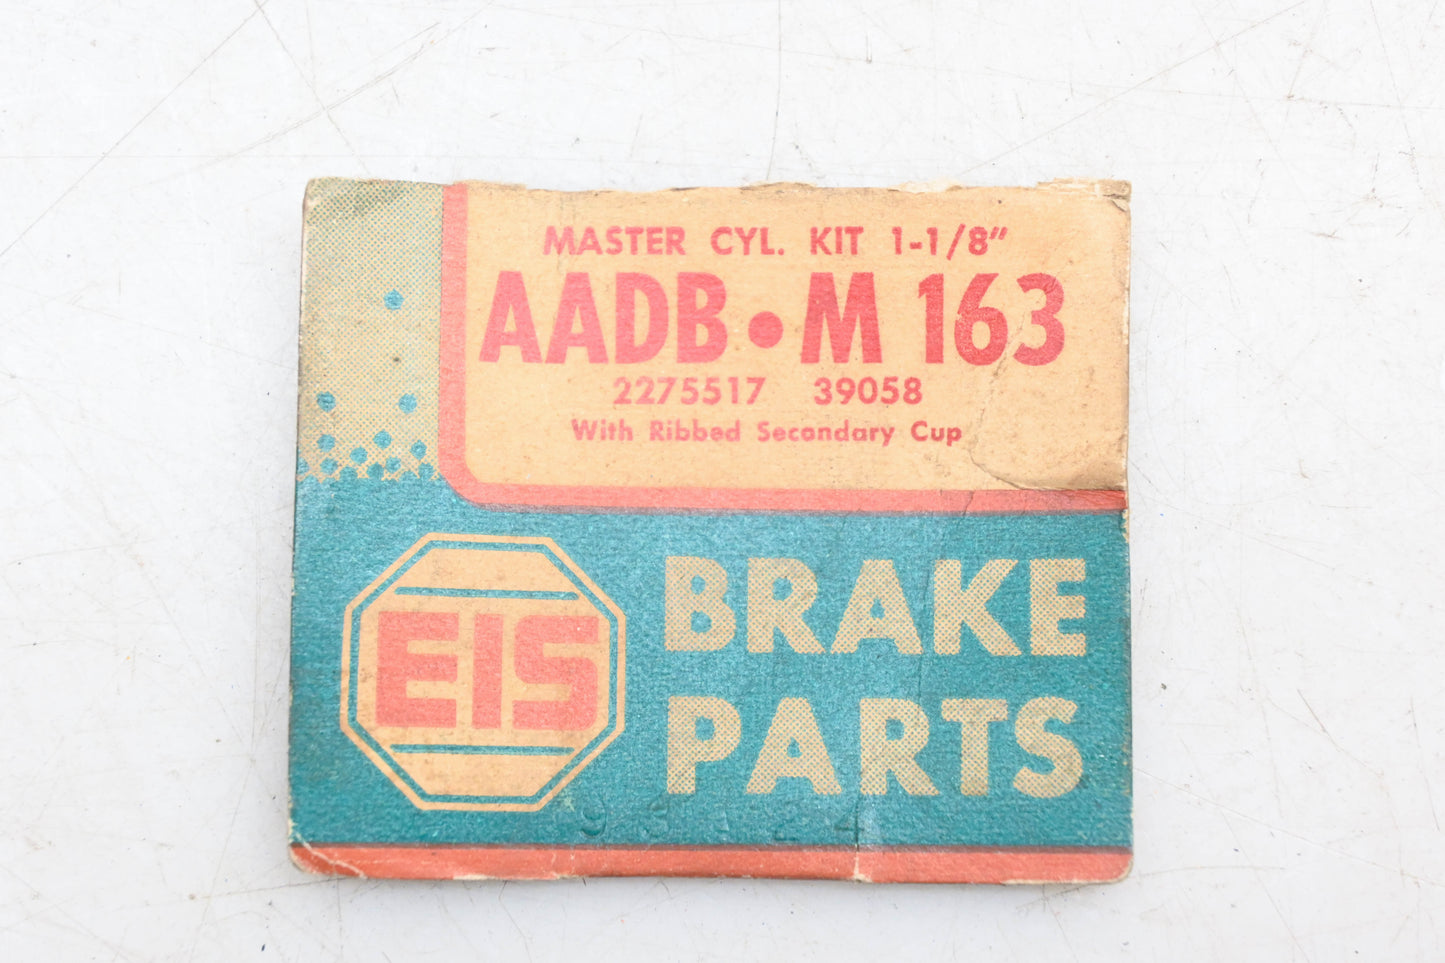 MASTER CYL. KIT 1-1/8"
AADB • M 163
2275517 39058
With Ribbed Secondary Cup
EIS
BRAKE
PARTS